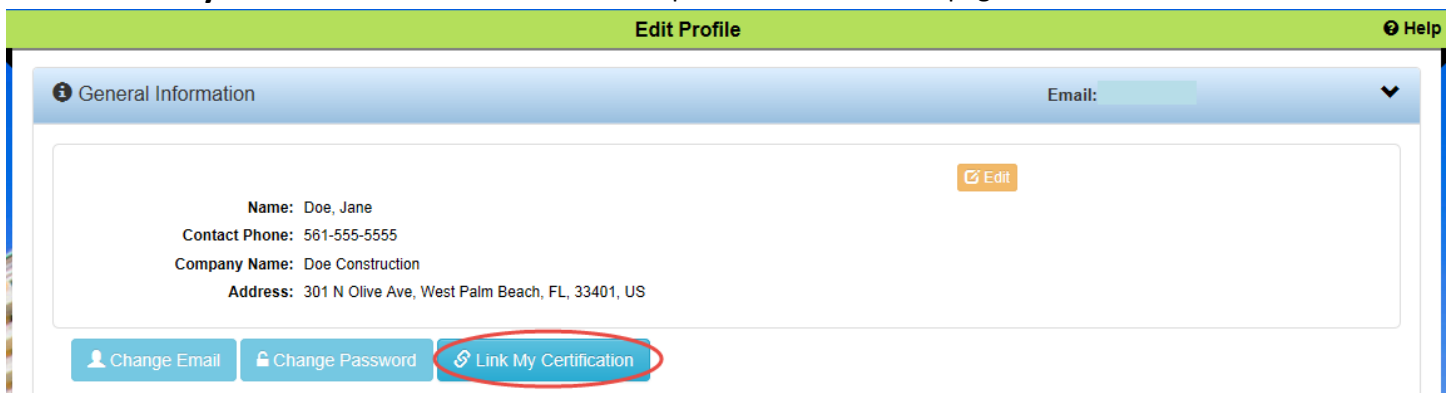 Edit Profile
Help
General Information
Email:
Edit
Name: Doe, Jane
Contact Phone: 561-555-5555
Company Name: Doe Construction
Address: 301 N Olive Ave, West Palm Beach, FL, 33401, US
Change Email Change Password Link My Certification